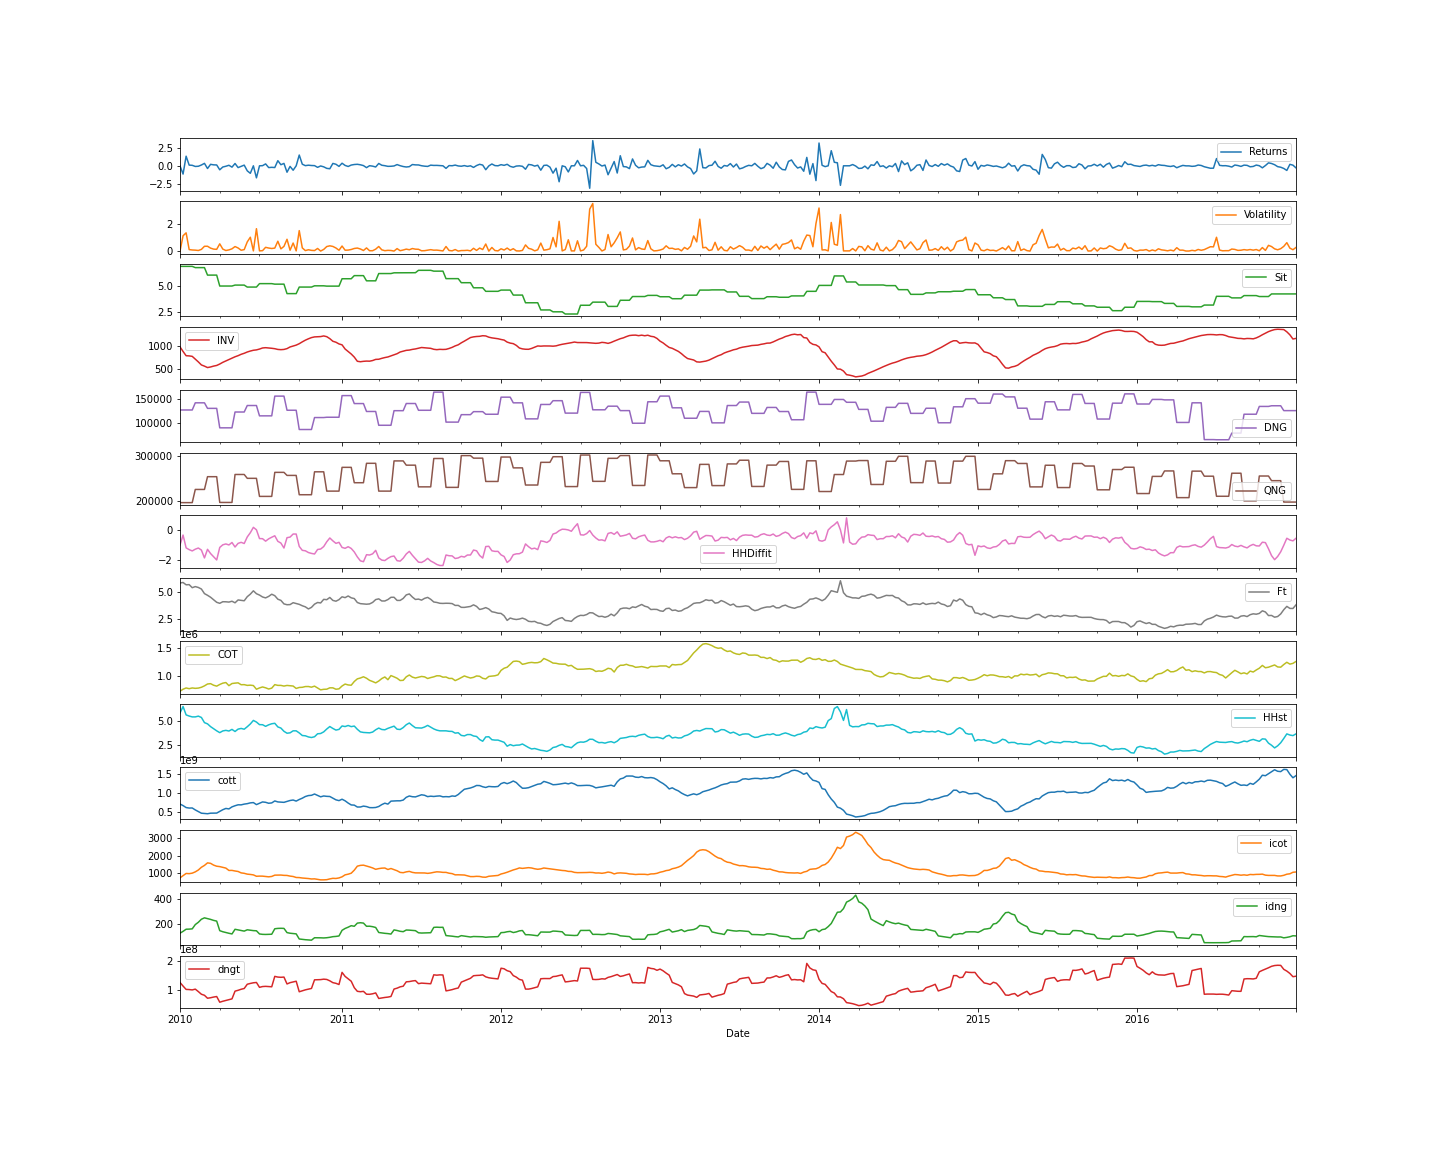 2.5
0.0
−2.5
Returns
2
0
Volatility
5.0
2.5
Sit
1000
500
INV
150000
100000
DNG
300000
200000
QNG
0
−2
HHDiffit
5.0
2.5
Ft
1e6
1.5
1.0
COT
5.0
2.5
HHst
1e9
1.5
1.0
0.5
cott
3000
2000
1000
icot
400
200
idng
1e8
2
1
dngt
2010 2011 2012 2013 2014 2015 2016
Date